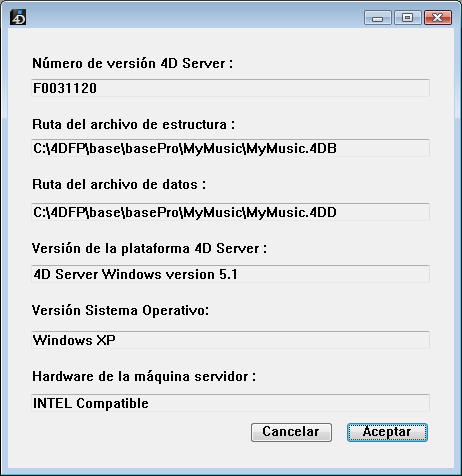 4D
Número de versión 4D Server :
F0031120
Ruta del archivo de estructura :
C:\4DFP\base\basePro\MyMusic\MyMusic.4DB
Ruta del archivo de datos :
C:\4DFP\base\basePro\MyMusic\MyMusic.4DD
Versión de la plataforma 4D Server :
4D Server Windows version 5.1
Versión Sistema Operativo:
Windows XP
Hardware de la máquina servidor :
INTEL Compatible
Cancelar Aceptar